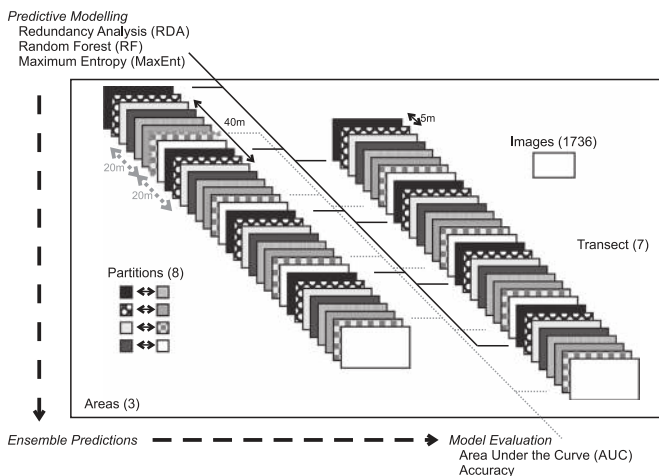 Predictive Modelling
Redundancy Analysis (RDA)
Random Forest (RF)
Maximum Entropy (MaxEnt)
40m
5m
Images (1736)
20m
20m
Transect (7)
Partitions (8)
Areas (3)
Ensemble Predictions
Model Evaluation
Area Under the Curve (AUC)
Accuracy